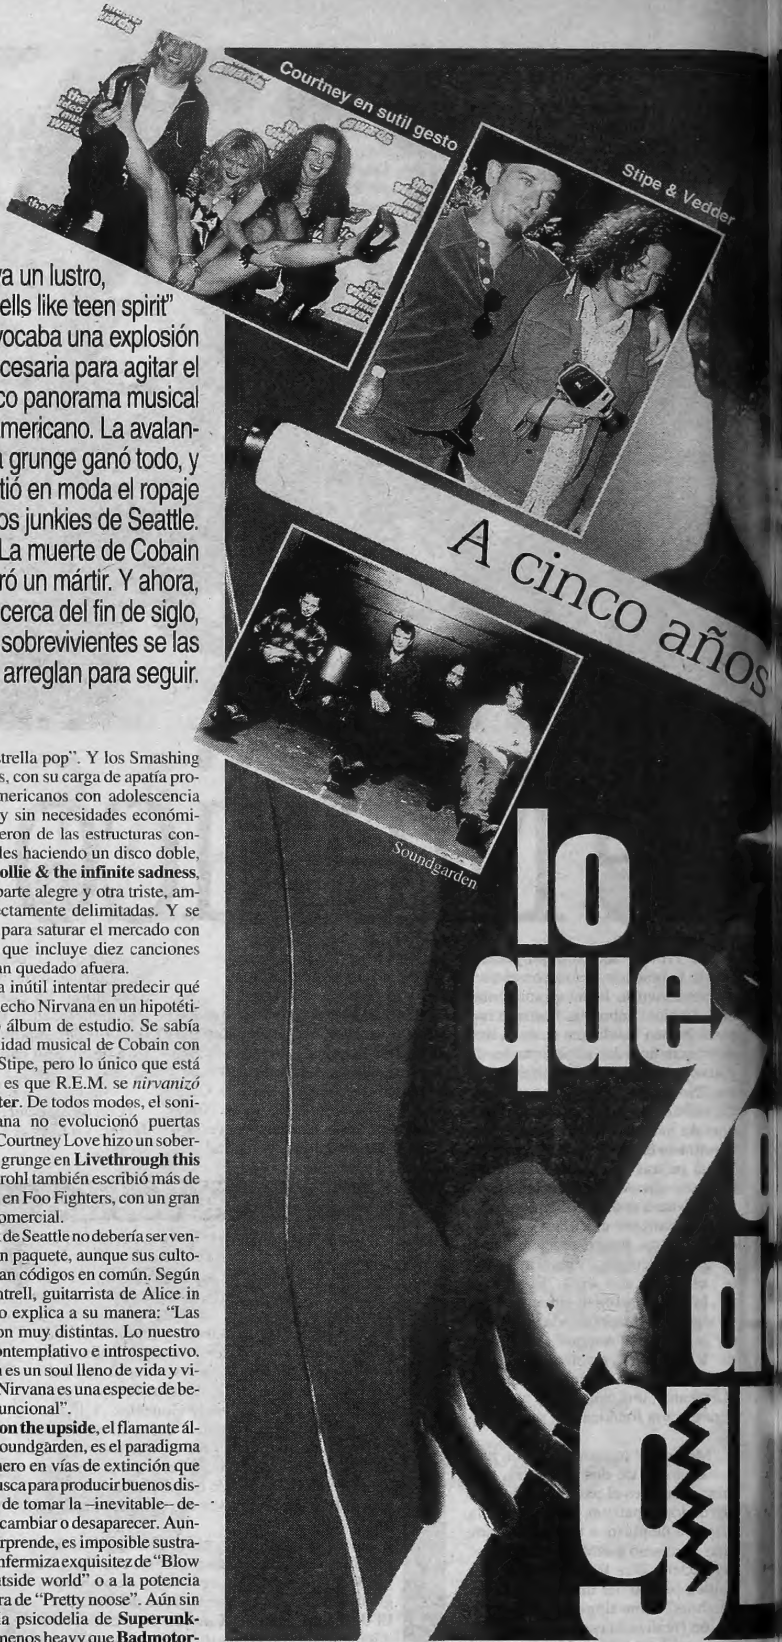 Courtney en sutil gesto
Stipe & Vedder
va un lustro,
ells like teen spirit”
vocaba una explosión
cesaria para agitar el
co panorama musical
americano. La avalan-
a grunge ganó todo, y
tió en moda el ropaje
os junkies de Seattle.
La muerte de Cobain
ró un mártir. Y ahora,
cerca del fin de siglo,
sobrevivientes se las
arreglan para seguir.
A cinco años
Soundgarden
lo
que
q
de
g
strella pop”. Y los Smashing
s, con su carga de apatía pro-
mericanos con adolescencia
y sin necesidades económi-
eron de las estructuras con-
les haciendo un disco doble,
ollie & the infinite sadness,
parte alegre y otra triste, am-
ectamente delimitadas. Y se
para saturar el mercado con
que incluye diez canciones
an quedado afuera.
a inútil intentar predecir qué
echo Nirvana en un hipotéti-
álbum de estudio. Se sabía
idad musical de Cobain con
Stipe, pero lo único que está
es que R.E.M. se nirvanizó
ter. De todos modos, el soni-
ana no evolucionó puertas
Courtney Love hizo un sober-
grunge en Livethrough this
rohl también escribió más de
en Foo Fighters, con un gran
omercial.
de Seattle no debería ser ven-
n paquete, aunque sus culto-
an códigos en común. Según
ntrell, guitarrista de Alice in
o explica a su manera: “Las
on muy distintas. Lo nuestro
ontemplativo e introspectivo.
n es un soul lleno de vida y vi-
Nirvana es una especie de be-
uncional”.
on the upside, el flamante ál-
oundgarden, es el paradigma
nero en vías de extinción que
usca para producir buenos dis-
de tomar la –inevitable– de-
cambiar o desaparecer. Aun-
rprende, es imposible sustra-
nfermiza exquisitez de “Blow
utside world” o a la potencia
ra de “Pretty noose”. Aún sin
a psicodelia de Superunk-
menos heavy que Badmotor-